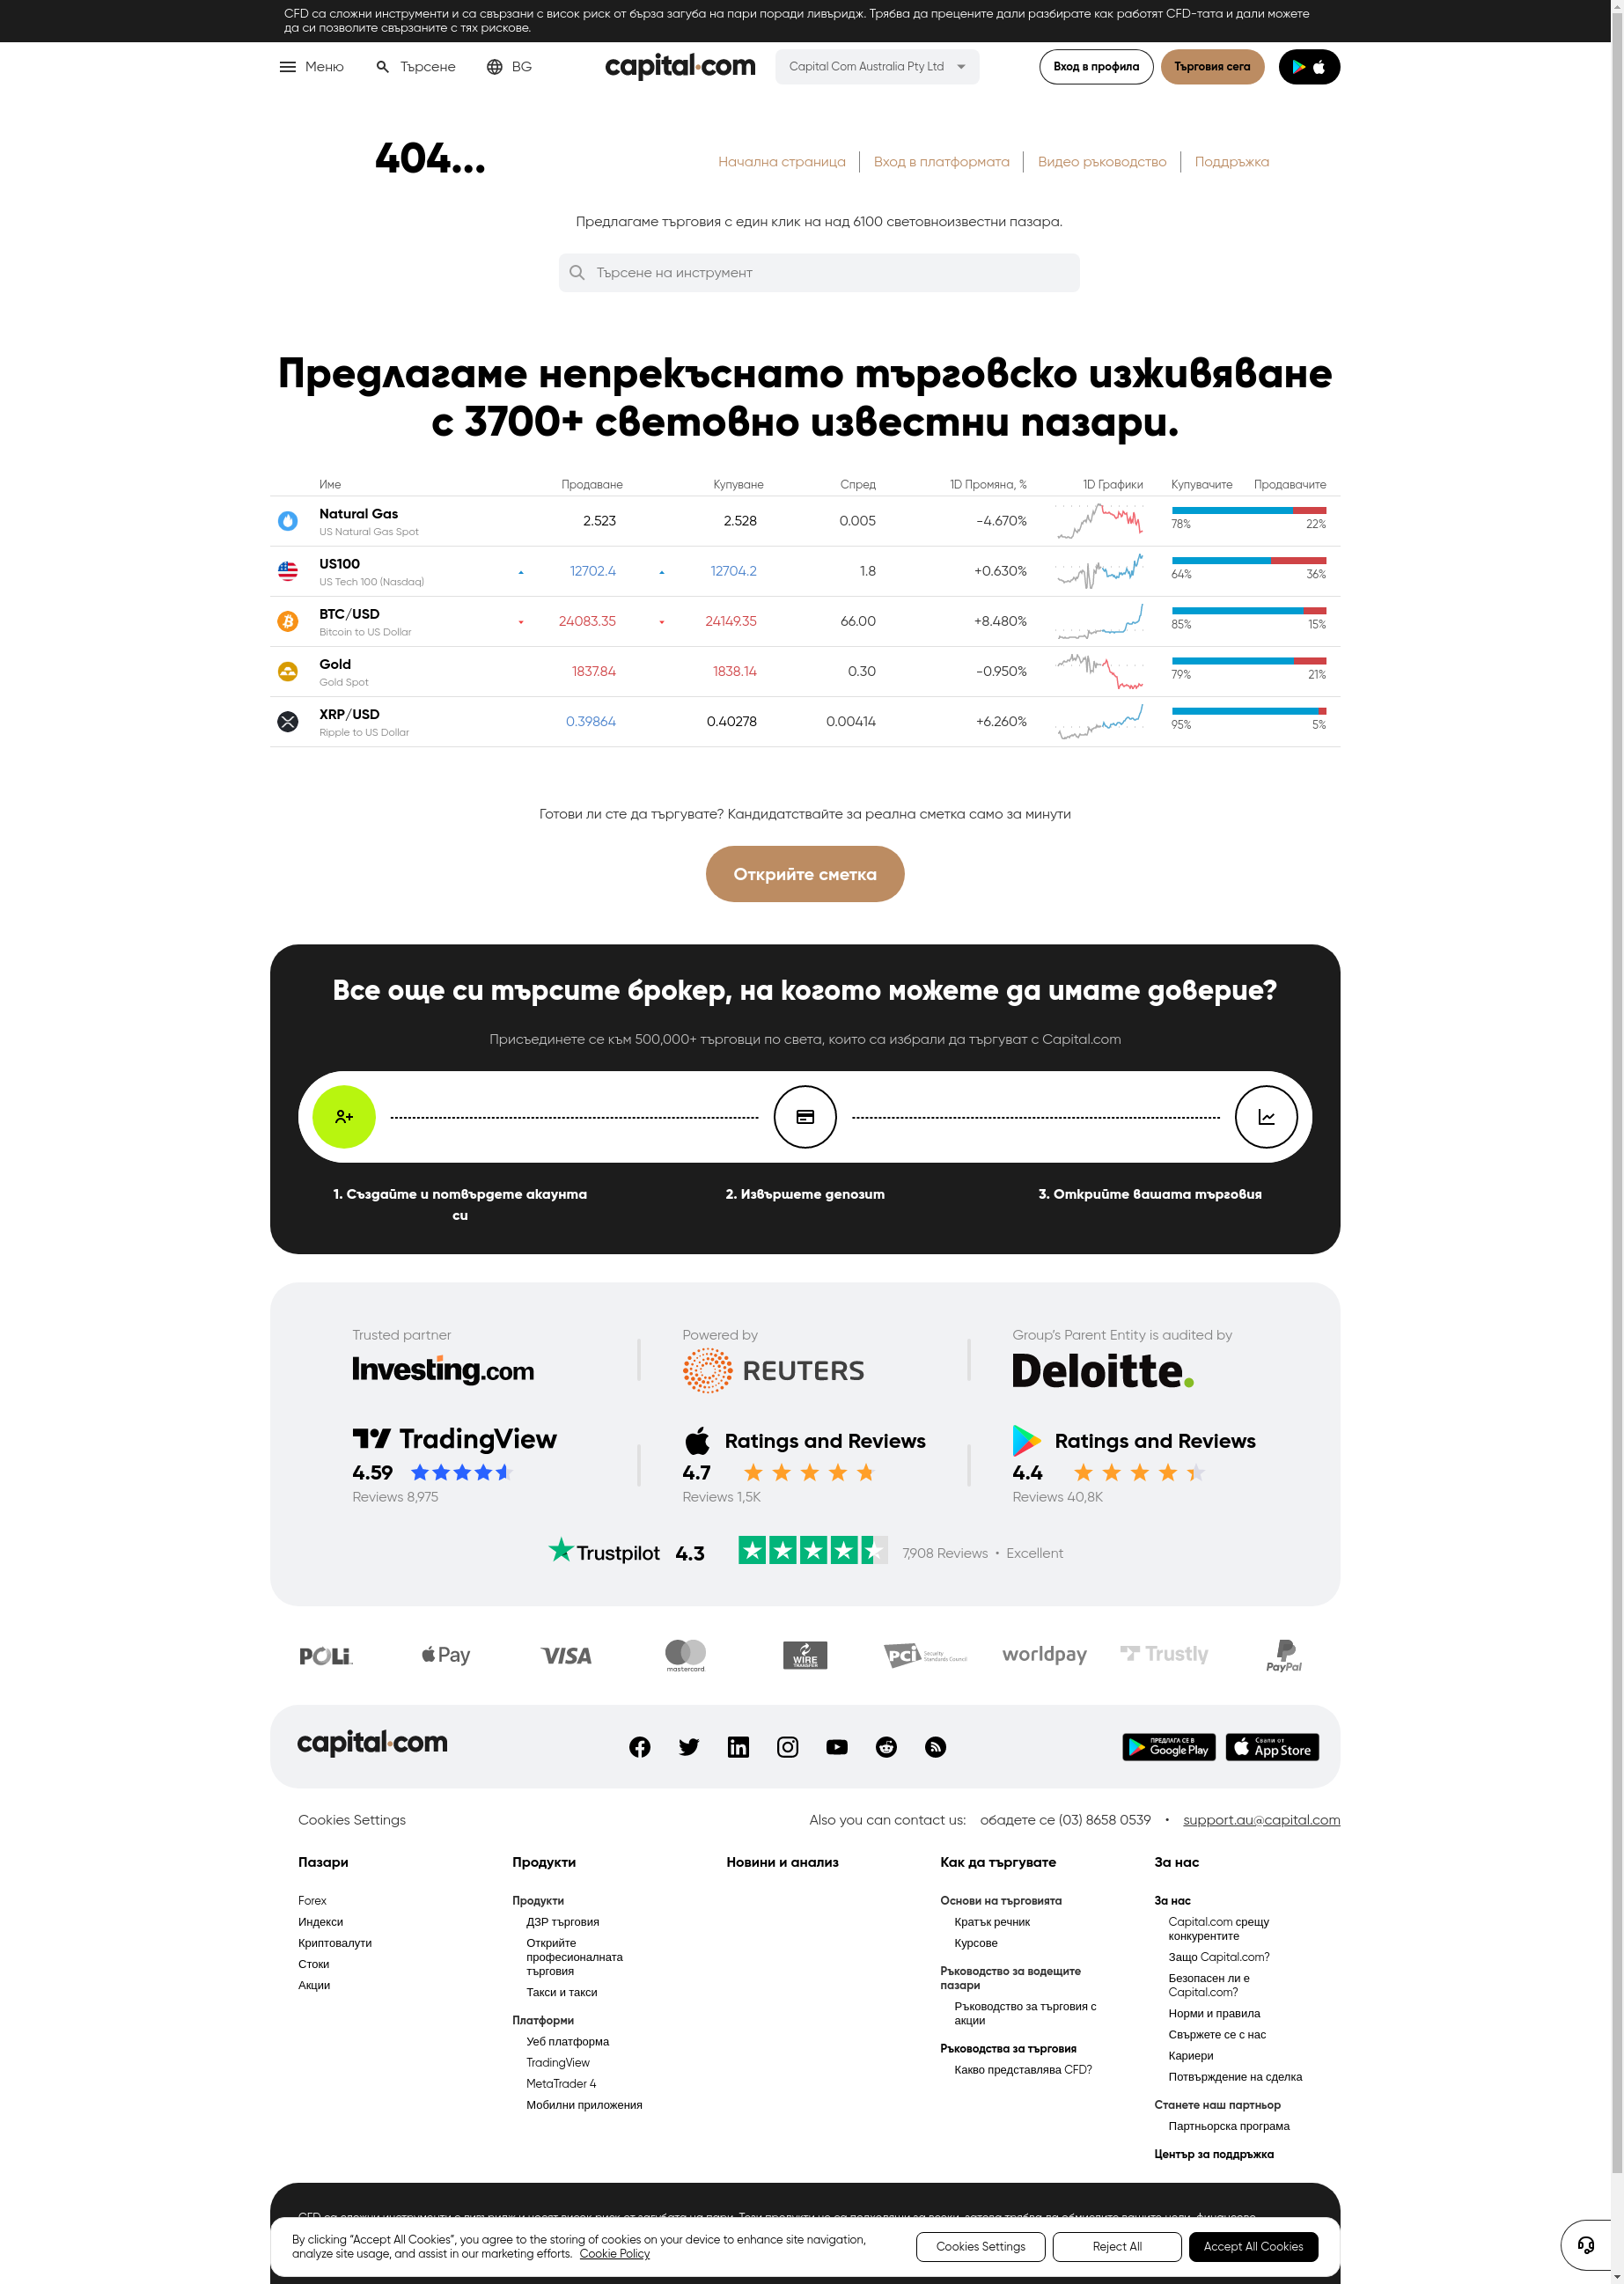 CFD са сложни инструменти и са свързани с висок риск от бърза загуба на пари поради ливъридж. Трябва да прецените дали разбирате как работят CFD-тата и дали можете
да си позволите свързаните с тях рискове.
Меню Търсене BG capital.com Capital Com Australia Pty Ltd Вход в профила Търговия сега
404...
Начална страница Вход в платформата Видео ръководство Поддръжка
Предлагаме търговия с един клик на над 6100 световноизвестни пазара.
Търсене на инструмент
Предлагаме непрекъснато търговско изживяване
с 3700+ световно известни пазари.
Име Продаване Купуване Спред 1D Промяна, % 1D Графики Купувачите Продавачите
Natural Gas 2.523 2.528 0.005 -4.670%
US Natural Gas Spot 78% 22%
US100 12702.4 12704.2 1.8 +0.630%
US Tech 100 (Nasdaq) 64% 36%
BTC/USD 24083.35 24149.35 66.00 +8.480%
Bitcoin to US Dollar 85% 15%
Gold 1837.84 1838.14 0.30 -0.950%
Gold Spot 79% 21%
XRP/USD 0.39864 0.40278 0.00414 +6.260%
Ripple to US Dollar 95% 5%
Готови ли сте да търгувате? Кандидатствайте за реална сметка само за минути
Открийте сметка
Все още си търсите брокер, на когото можете да имате доверие?
Присъединете се към 500,000+ търговци по света, които са избрали да търгуват с Capital.com
1. Създайте и потвърдете акаунта
си
2. Извършете депозит
3. Открийте вашата търговия
Trusted partner Powered by Group's Parent Entity is audited by
Investing.com REUTERS Deloitte.
TradingView Ratings and Reviews Ratings and Reviews
4.59 4.7 4.4
Reviews 8,975 Reviews 1,5K Reviews 40,8K
Trustpilot 4.3 7,908 Reviews • Excellent
POLi Pay VISA mastercard. WIRE TRANSFER PCI Security Standards Council worldpay Trustly PayPal
capital.com ПРЕДЛАГА СЕ В Google Play Свали от App Store
Cookies Settings Also you can contact us: обадете се (03) 8658 0539 • support.au@capital.com
Пазари
Forex
Индекси
Криптовалути
Стоки
Акции
Продукти
Продукти
ДЗР търговия
Открийте
професионалната
търговия
Такси и такси
Платформи
Уеб платформа
TradingView
MetaTrader 4
Мобилни приложения
Новини и анализ
Как да търгувате
Основи на търговията
Кратък речник
Курсове
Ръководство за водещите
пазари
Ръководство за търговия с
акции
Ръководства за търговия
Какво представлява CFD?
За нас
За нас
Capital.com срещу
конкурентите
Защо Capital.com?
Безопасен ли е
Capital.com?
Норми и правила
Свържете се с нас
Кариери
Потвърждение на сделка
Станете наш партньор
Партньорска програма
Център за поддръжка
By clicking "Accept All Cookies", you agree to the storing of cookies on your device to enhance site navigation,
analyze site usage, and assist in our marketing efforts. Cookie Policy
Cookies Settings Reject All Accept All Cookies